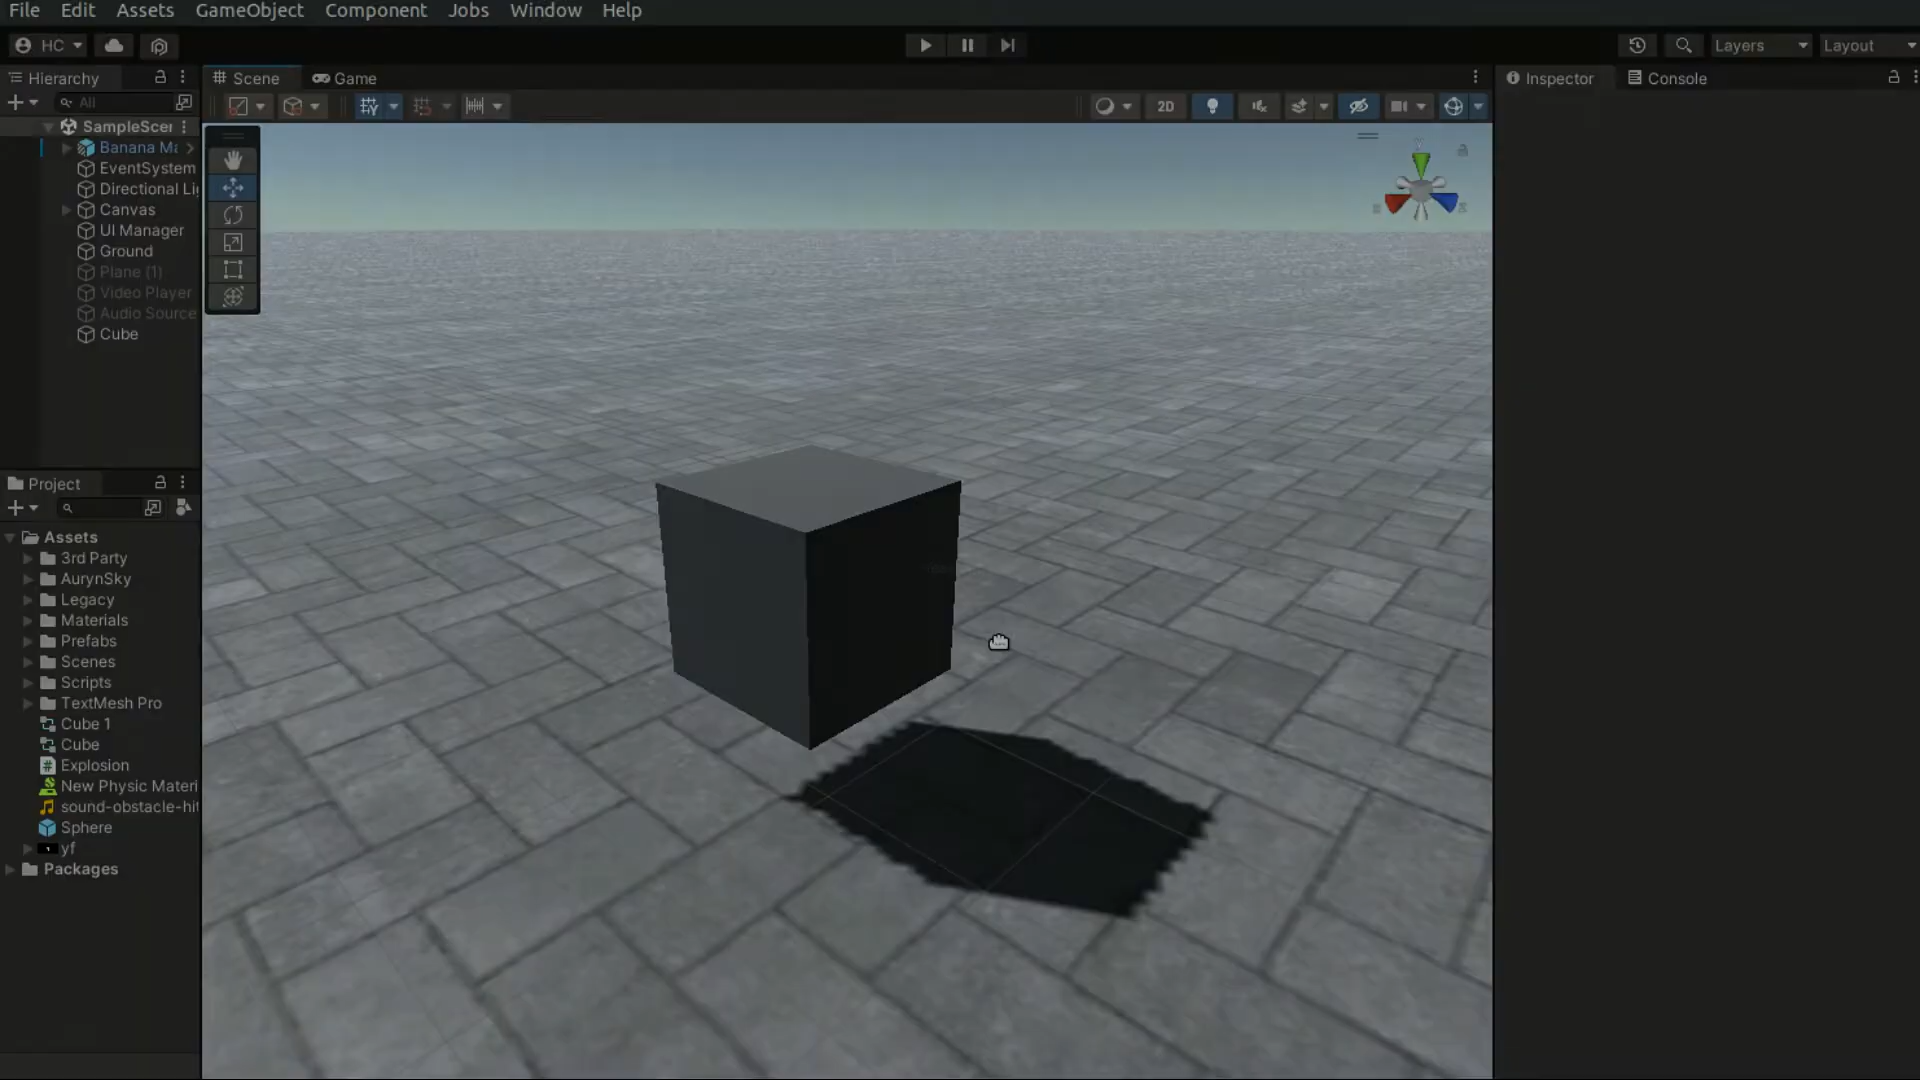 File Edit Assets GameObject Component Jobs Window Help
HC Layers Layout
Hierarchy Scene Game Inspector Console
All 2D
SampleScer
Banana Ma
EventSystem
Directional Lig
Canvas
UI Manager
Ground
Plane (1)
Video Player
Audio Source
Cube
Project
Assets
3rd Party
AurynSky
Legacy
Materials
Prefabs
Scenes
Scripts
TextMesh Pro
Cube 1
Cube
Explosion
New Physic Materi
sound-obstacle-hit
Sphere
yf
Packages